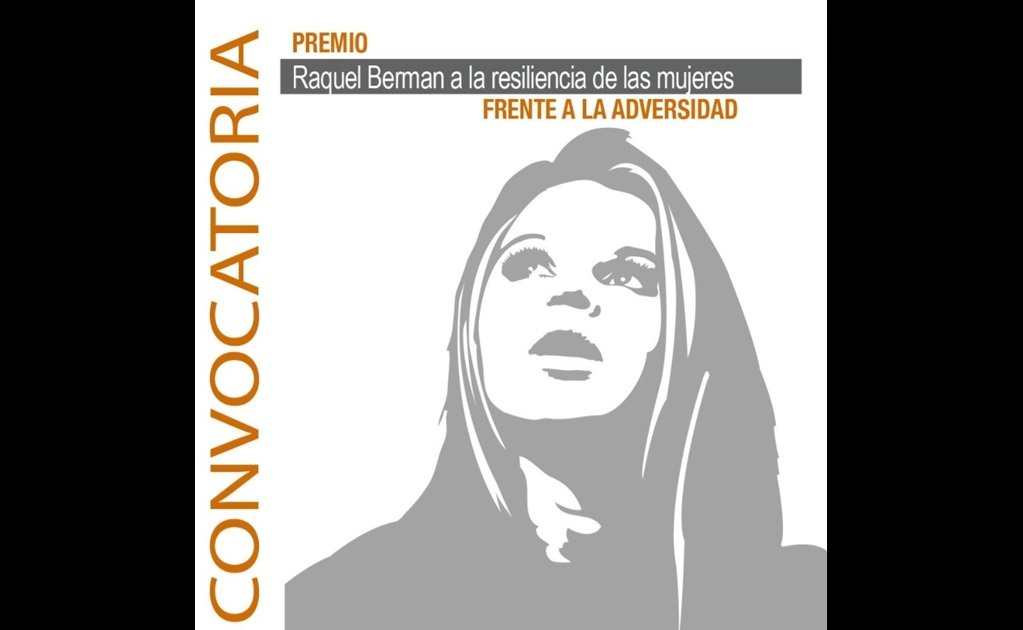 CONVOCATORIA
PREMIO
Raquel Berman a la resiliencia de las mujeres
FRENTE A LA ADVERSIDAD